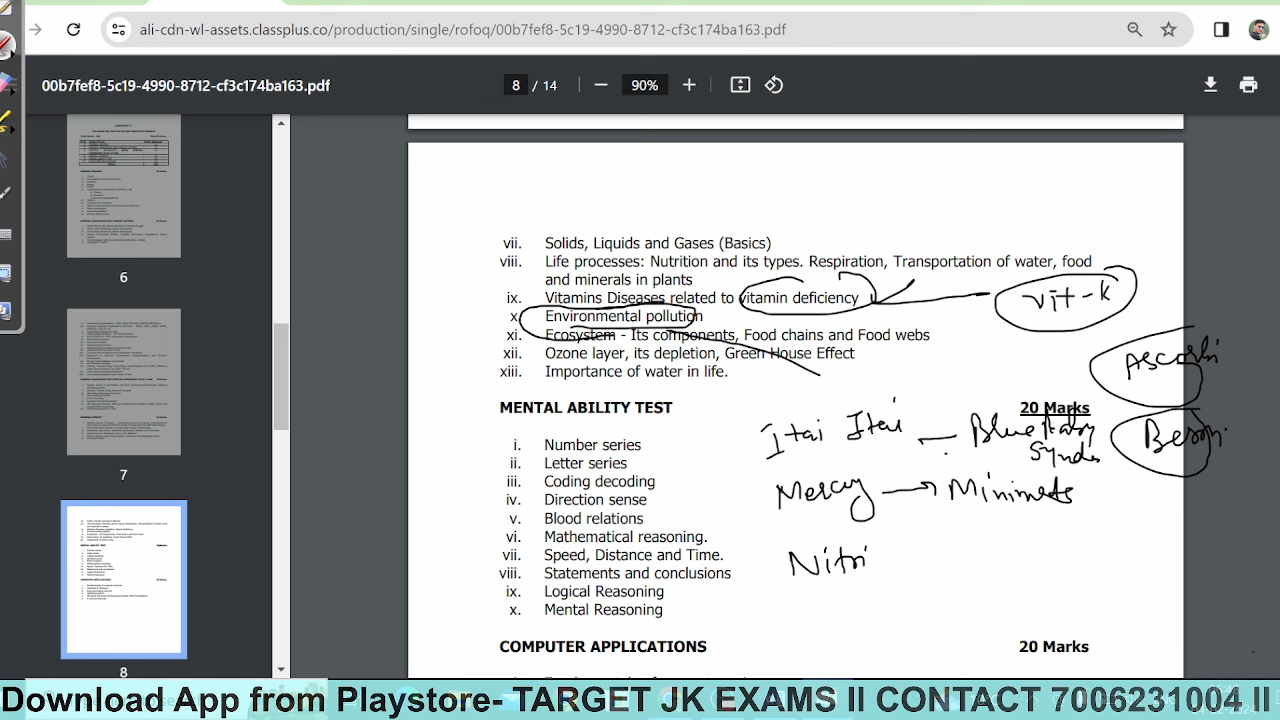 ali-cdn-wl-assets.classplus.co/production/single/rofoq/00b7fef8-5c19-4990-8712-cf3c174ba163.pdf
00b7fef8-5c19-4990-8712-cf3c174ba163.pdf
8 / 14
90%
6
7
8
vii. Solids, Liquids and Gases (Basics)
viii. Life processes: Nutrition and its types. Respiration, Transportation of water, food
and minerals in plants
ix. Vitamins Diseases related to vitamin deficiency
vit-k
x. Environmental pollution
xi. Ecosystem - its components, Food chains and Food webs
Ozone layer, its depletion, Green House Effect
xiii. Importance of water in life.
MENTAL ABILITY TEST 20 Marks
Itai Itai
Blue
i. Number series
ii. Letter series
iii. Coding decoding
iv. Direction sense
v. Blood relations
vi. Mathematical reasoning.
vii. Speed, Distance and Time
Nitri
viii. Statements and conclusions
ix. Logical Reasoning
x. Mental Reasoning
COMPUTER APPLICATIONS 20 Marks
Download App from Playstore- TARGET JK EXAMS II CONTACT 7006231004 II